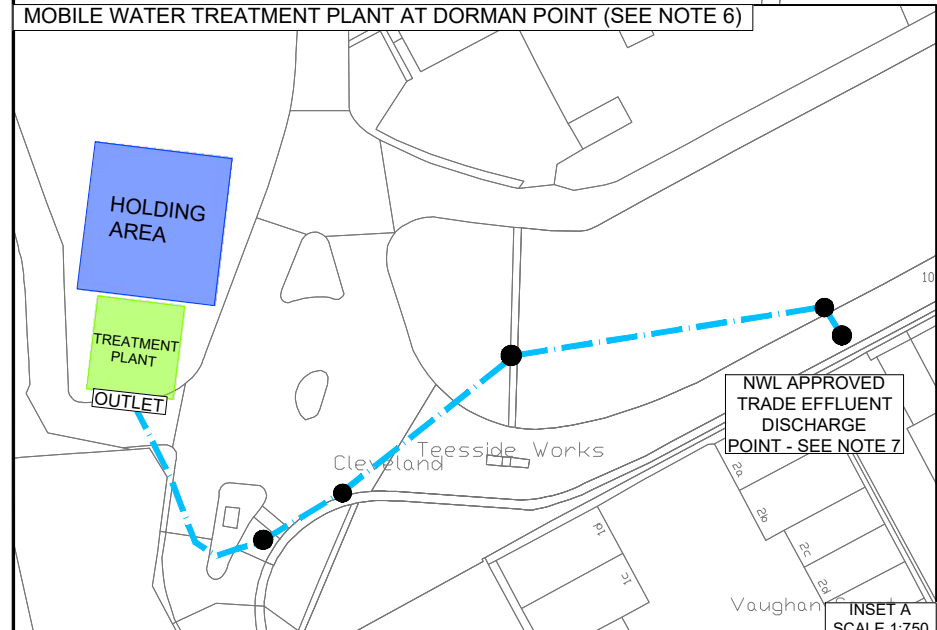 MOBILE WATER TREATMENT PLANT AT DORMAN POINT (SEE NOTE 6)
HOLDING
AREA
TREATMENT
PLANT
OUTLET
10
NWL APPROVED
TRADE EFFLUENT
DISCHARGE
POINT - SEE NOTE 7
Teesside Works
Cleveland
2a
2b
2c
2d
1d
1c
Vaughan
INSET A
SCALE 1:750